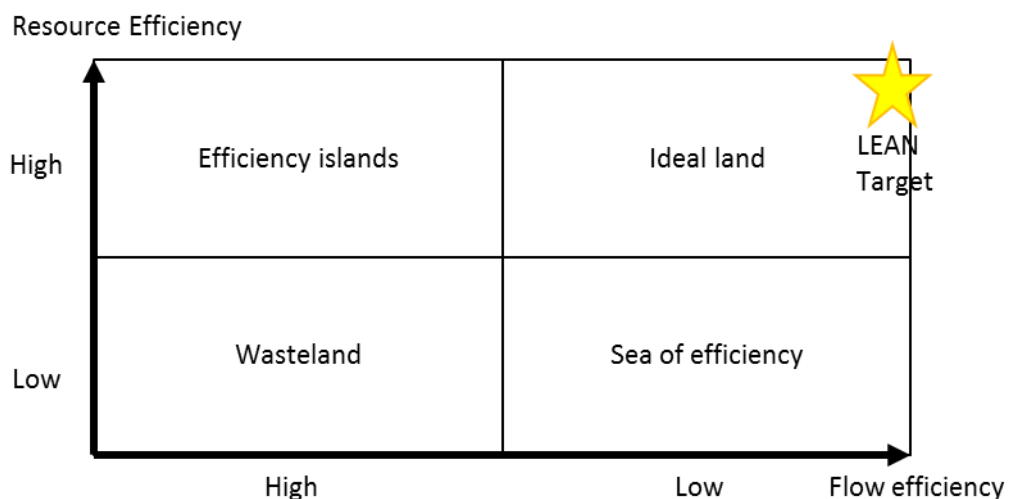 Resource Efficiency
High
Efficiency islands
Ideal land
LEAN
Target
Low
Wasteland
Sea of efficiency
High
Low
Flow efficiency